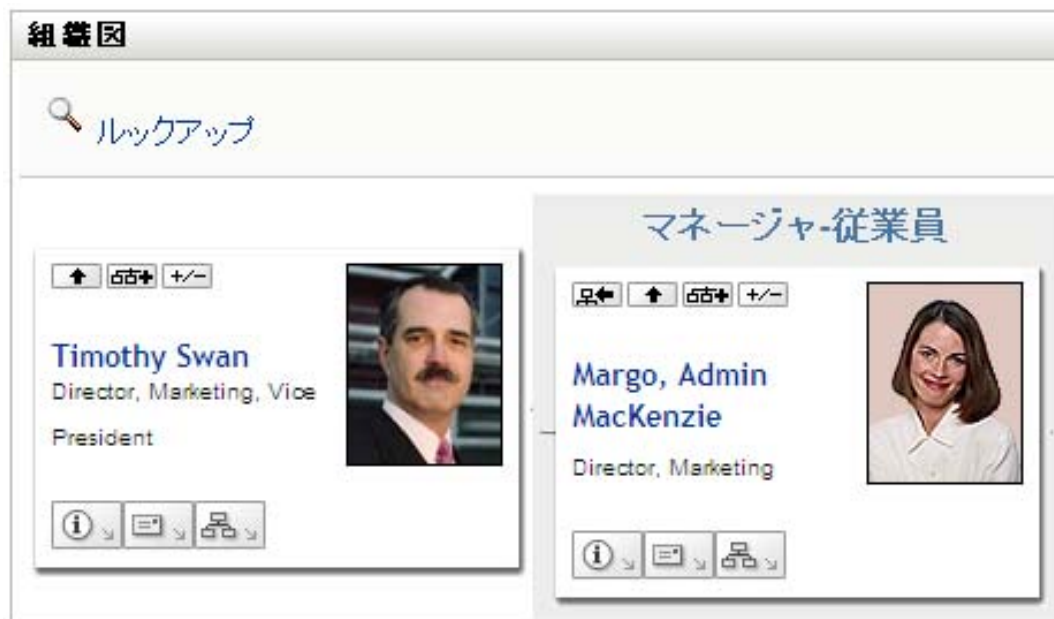 組織図
ルックアップ
マネージャ-従業員
+/-
Timothy Swan
Director, Marketing, Vice
President
+/-
Margo, Admin
MacKenzie
Director, Marketing